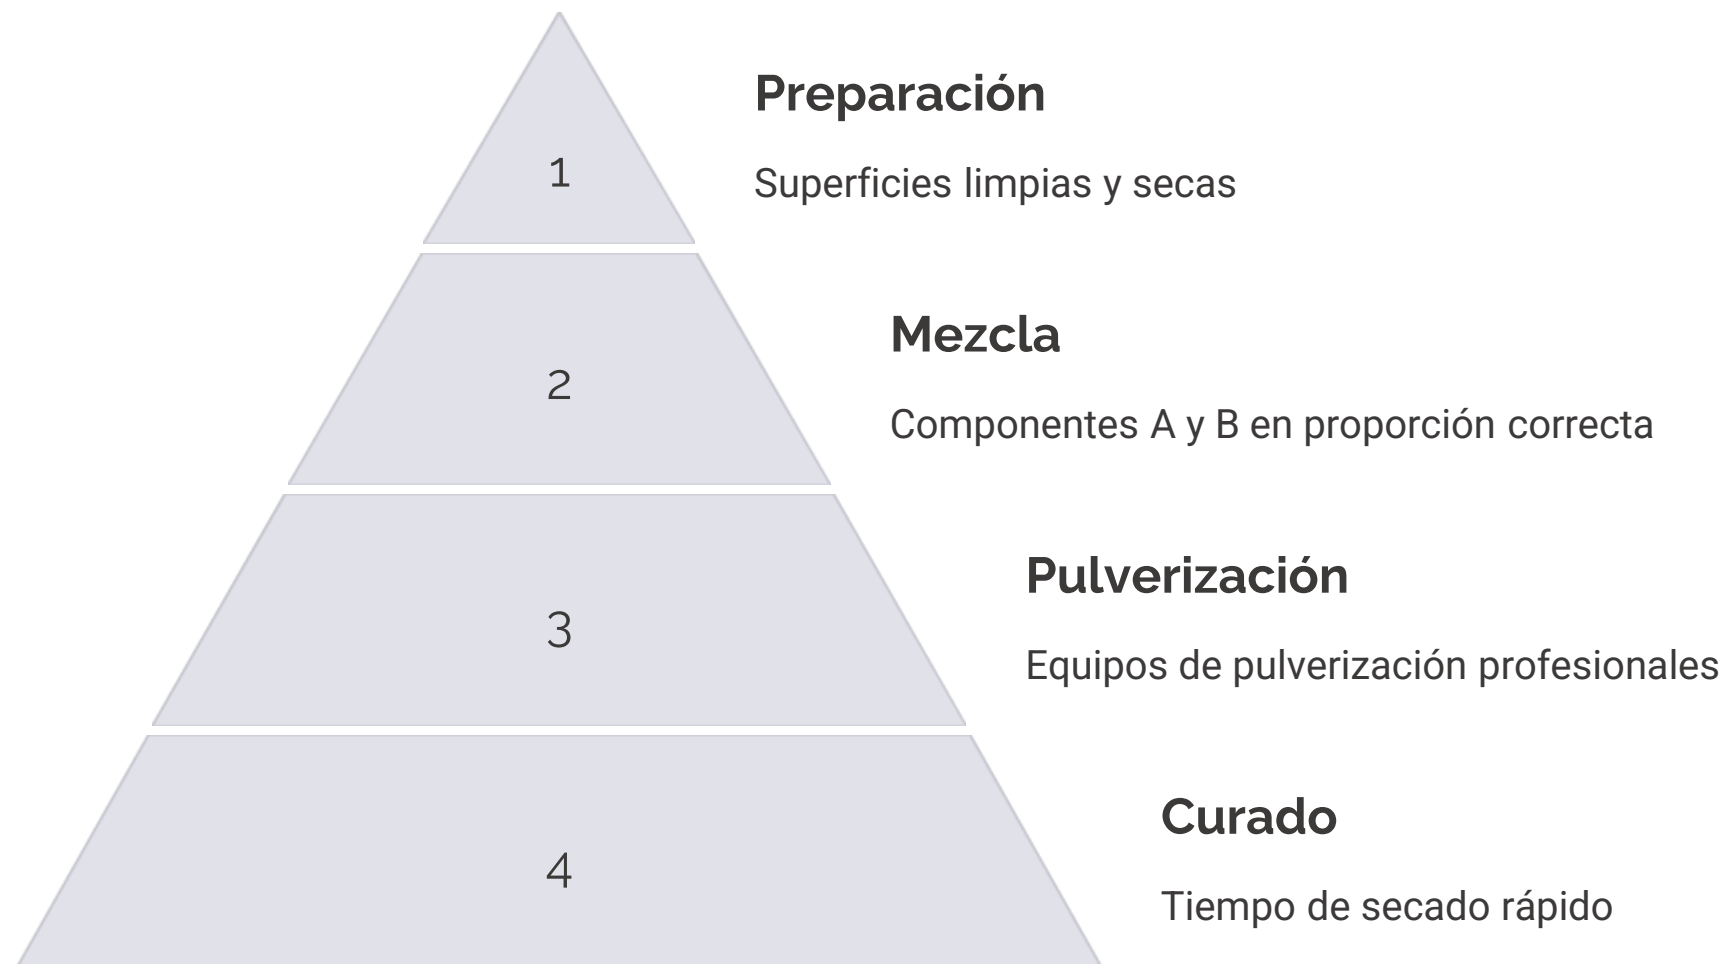 1
Preparación
Superficies limpias y secas
2
Mezcla
Componentes A y B en proporción correcta
3
Pulverización
Equipos de pulverización profesionales
4
Curado
Tiempo de secado rápido